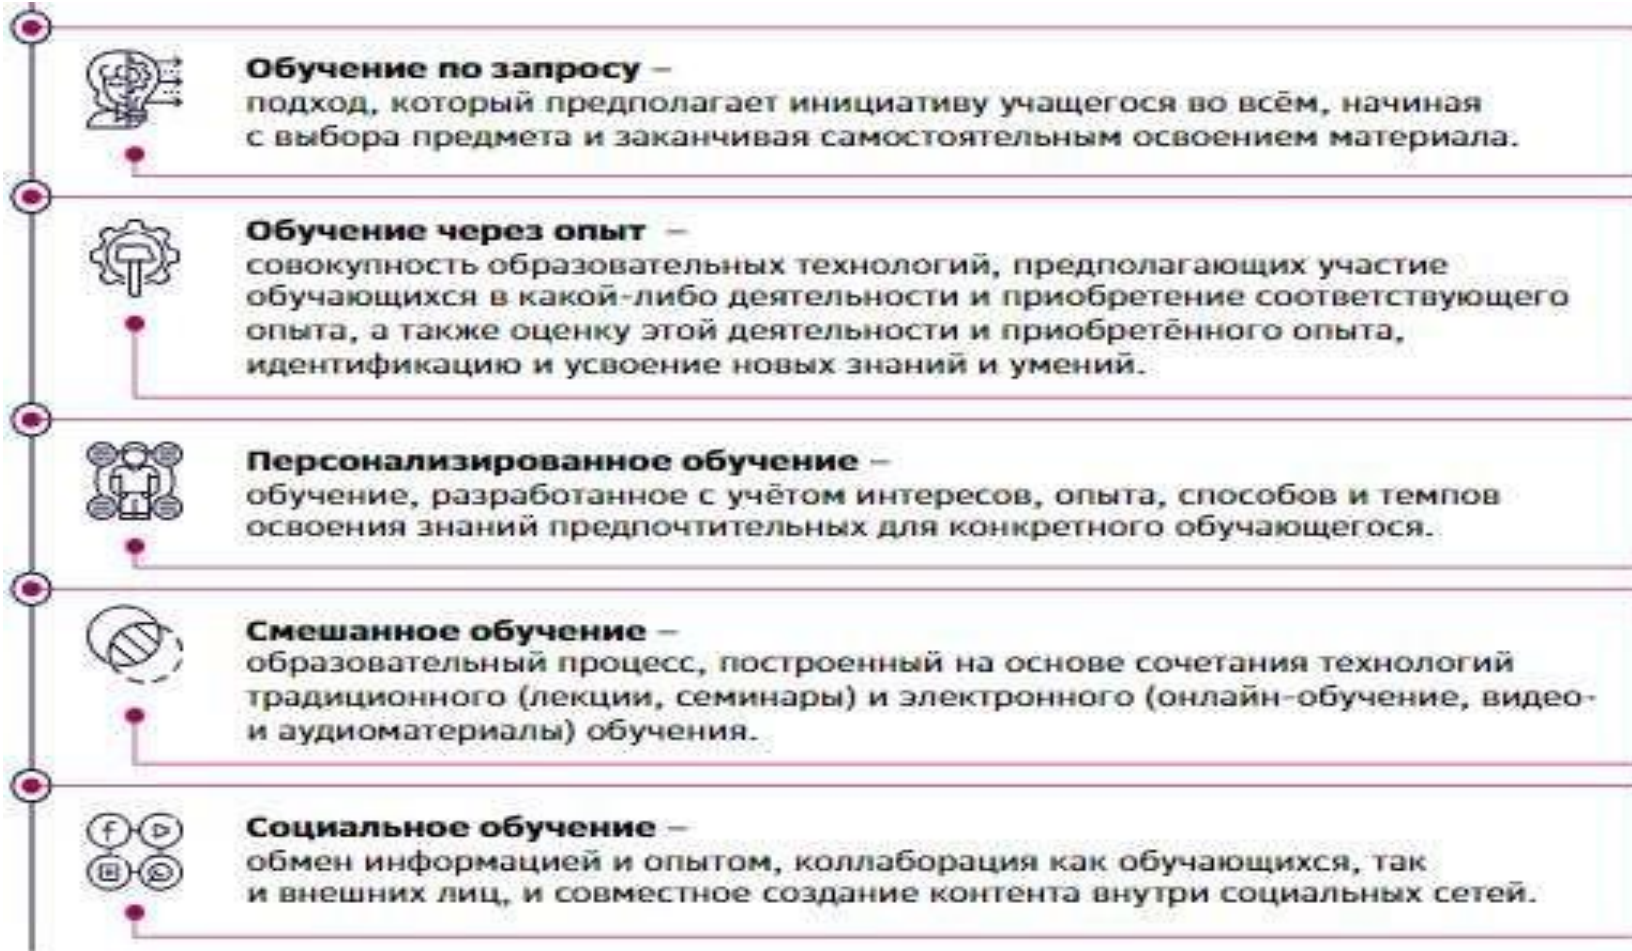 Обучение по запросу –
подход, который предполагает инициативу учащегося во всём, начиная
с выбора предмета и заканчивая самостоятельным освоением материала.
Обучение через опыт –
совокупность образовательных технологий, предполагающих участие
обучающихся в какой-либо деятельности и приобретение соответствующего
опыта, а также оценку этой деятельности и приобретённого опыта,
идентификацию и усвоение новых знаний и умений.
Персонализированное обучение –
обучение, разработанное с учётом интересов, опыта, способов и темпов
освоения знаний предпочтительных для конкретного обучающегося.
Смешанное обучение –
образовательный процесс, построенный на основе сочетания технологий
традиционного (лекции, семинары) и электронного (онлайн-обучение, видео-
и аудиоматериалы) обучения.
Социальное обучение –
обмен информацией и опытом, коллаборация как обучающихся, так
и внешних лиц, и совместное создание контента внутри социальных сетей.